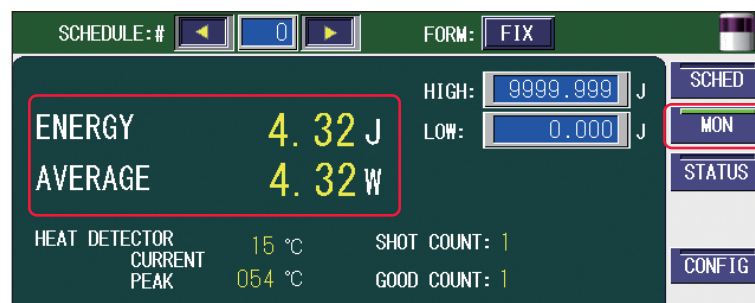 SCHEDULE:# 0 FORM: FIX
SCHED
HIGH: 9999.999 J
LOW: 0.000 J
MON
ENERGY 4.32 J
AVERAGE 4.32 W
STATUS
HEAT DETECTOR
CURRENT 15 ℃
PEAK 054 ℃
SHOT COUNT: 1
GOOD COUNT: 1
CONFIG